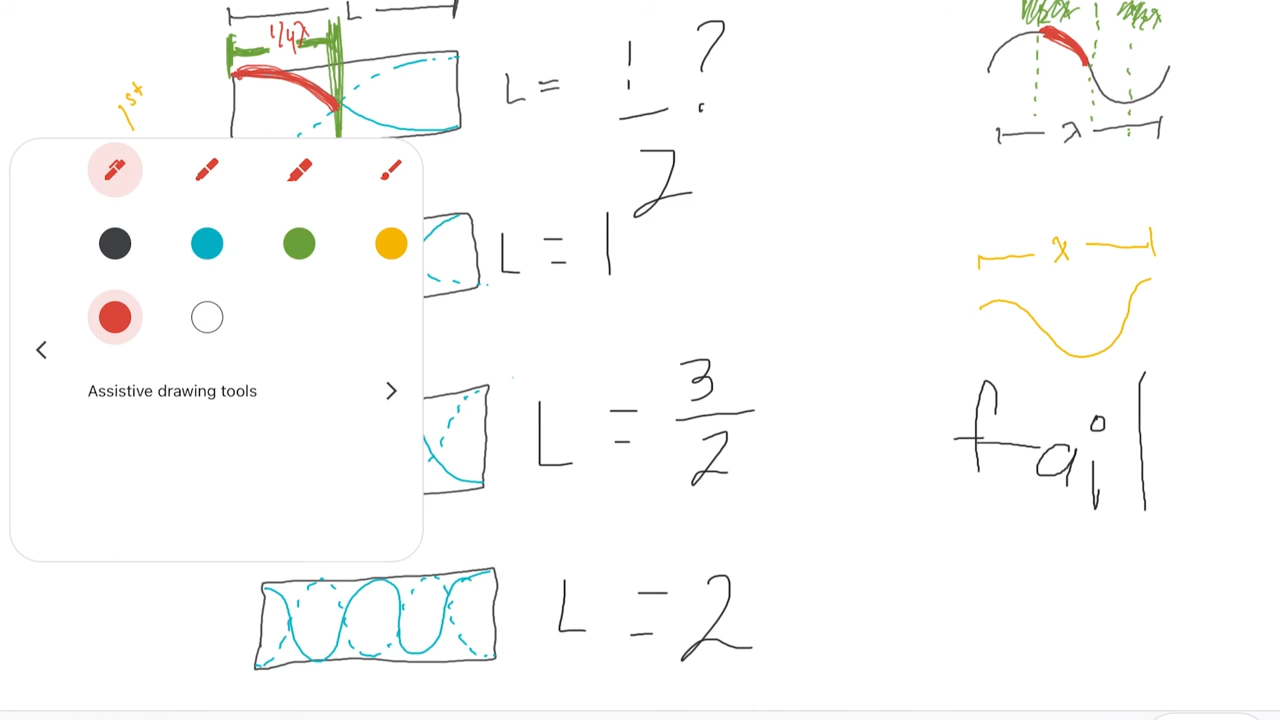 L
1/4λ
1st
L = 1 ?
2
λ
L = 1
λ
L = 3
2
fail
Assistive drawing tools
L = 2